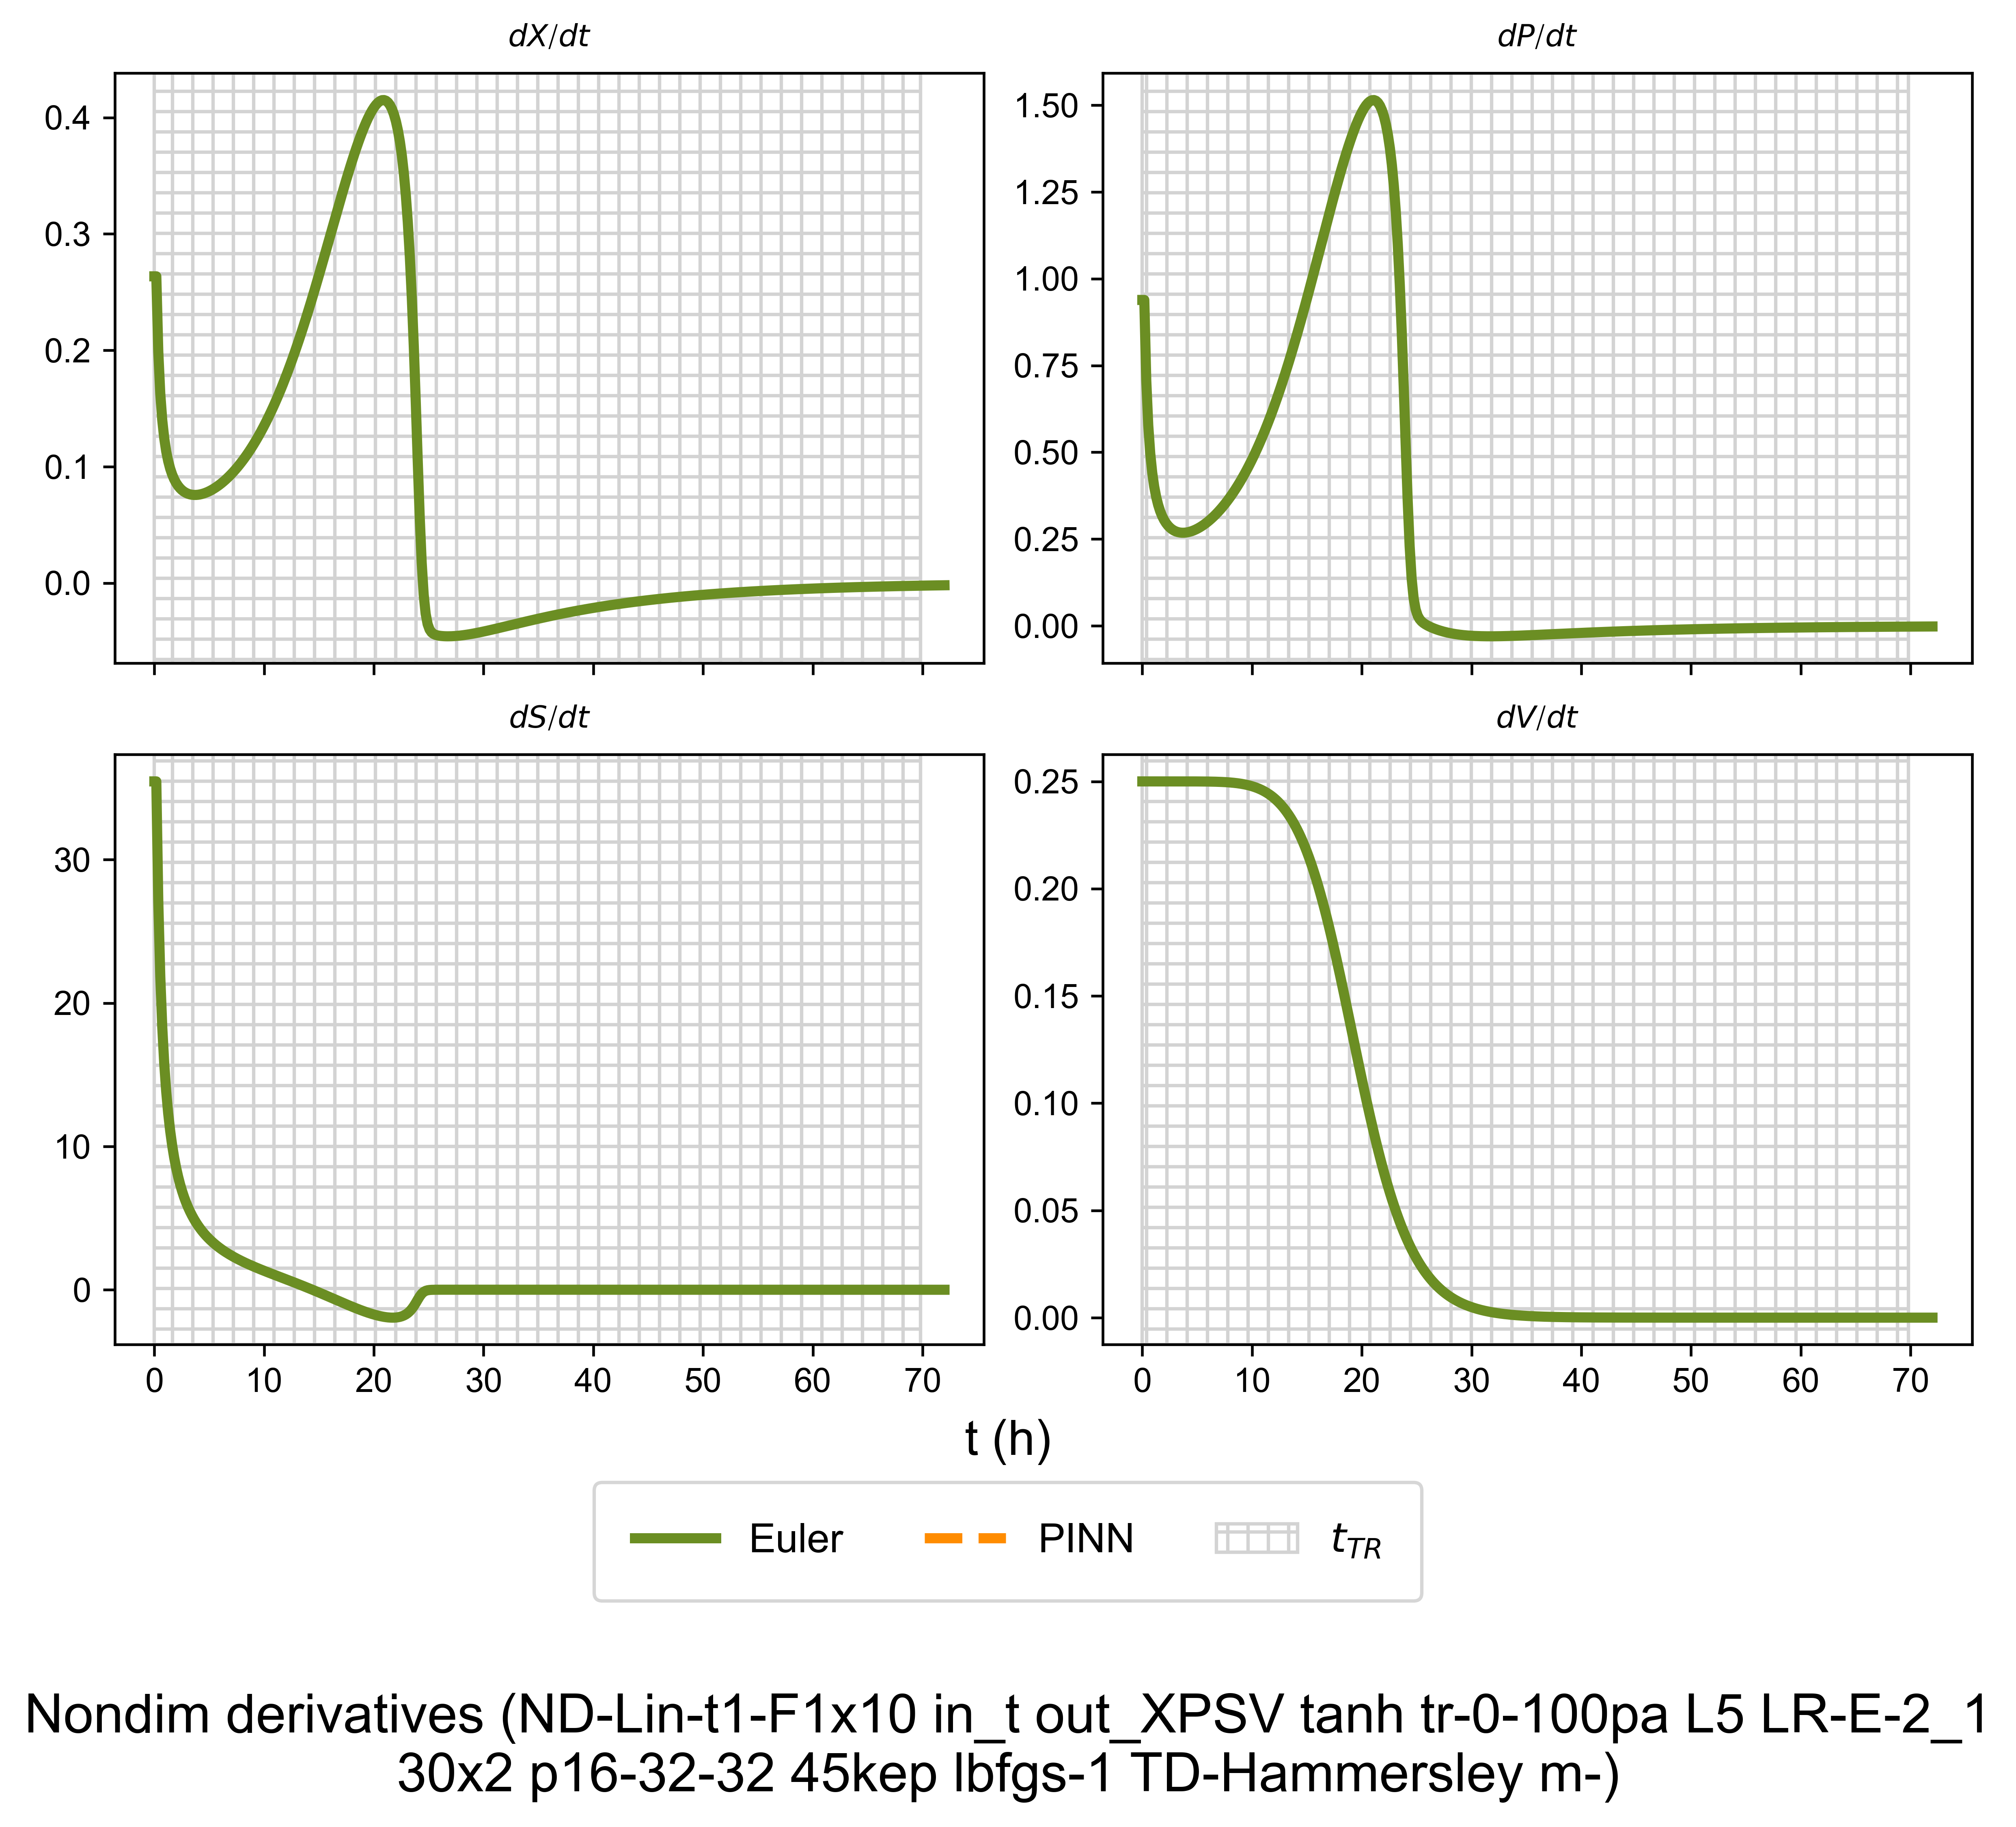 dX/dt
dP/dt
0.4
0.3
0.2
0.1
0.0
1.50
1.25
1.00
0.75
0.50
0.25
0.00
dS/dt
dV/dt
30
20
10
0
0.25
0.20
0.15
0.10
0.05
0.00
0 10 20 30 40 50 60 70
0 10 20 30 40 50 60 70
t (h)
Euler PINN t_TR
Nondim derivatives (ND-Lin-t1-F1x10 in_t out_XPSV tanh tr-0-100pa L5 LR-E-2_1
30x2 p16-32-32 45kep lbfgs-1 TD-Hammersley m-)